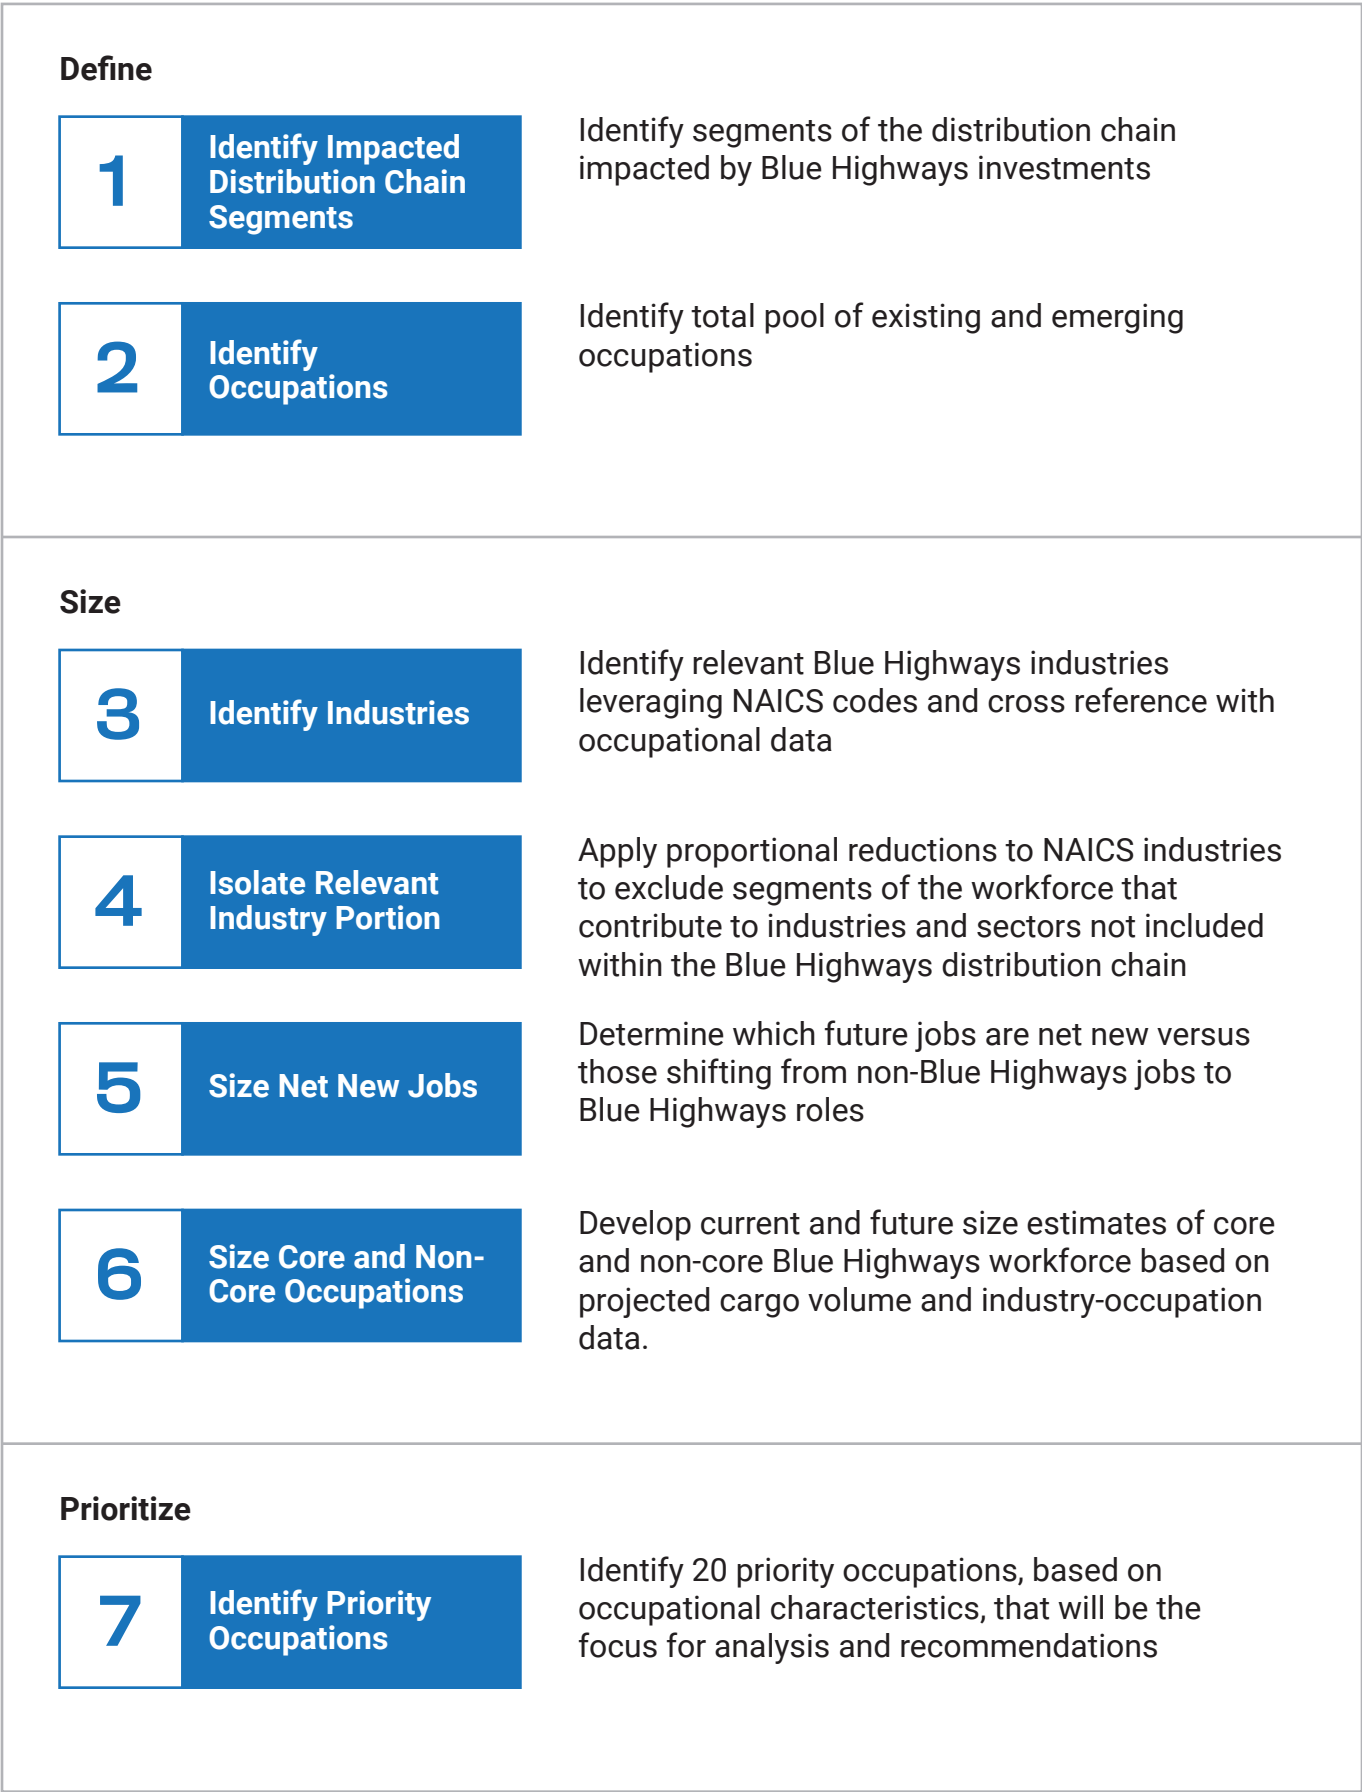 Define
1
Identify Impacted
Distribution Chain
Segments
Identify segments of the distribution chain
impacted by Blue Highways investments
2
Identify
Occupations
Identify total pool of existing and emerging
occupations
Size
3
Identify Industries
Identify relevant Blue Highways industries
leveraging NAICS codes and cross reference with
occupational data
4
Isolate Relevant
Industry Portion
Apply proportional reductions to NAICS industries
to exclude segments of the workforce that
contribute to industries and sectors not included
within the Blue Highways distribution chain
5
Size Net New Jobs
Determine which future jobs are net new versus
those shifting from non-Blue Highways jobs to
Blue Highways roles
6
Size Core and Non-
Core Occupations
Develop current and future size estimates of core
and non-core Blue Highways workforce based on
projected cargo volume and industry-occupation
data.
Prioritize
7
Identify Priority
Occupations
Identify 20 priority occupations, based on
occupational characteristics, that will be the
focus for analysis and recommendations